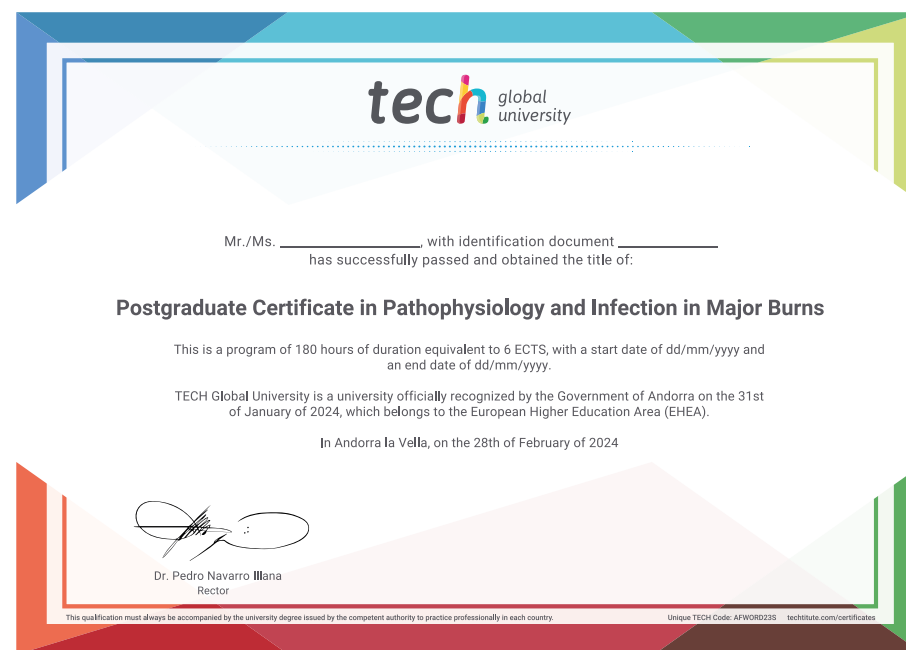 tech global
university
Mr./Ms. ____________, with identification document ____________
has successfully passed and obtained the title of:
Postgraduate Certificate in Pathophysiology and Infection in Major Burns
This is a program of 180 hours of duration equivalent to 6 ECTS, with a start date of dd/mm/yyyy and
an end date of dd/mm/yyyy.
TECH Global University is a university officially recognized by the Government of Andorra on the 31st
of January of 2024, which belongs to the European Higher Education Area (EHEA).
In Andorra la Vella, on the 28th of February of 2024
Dr. Pedro Navarro Illana
Rector
This qualification must always be accompanied by the university degree issued by the competent authority to practice professionally in each country.
Unique TECH Code: AFWORD23S techtitute.com/certificates